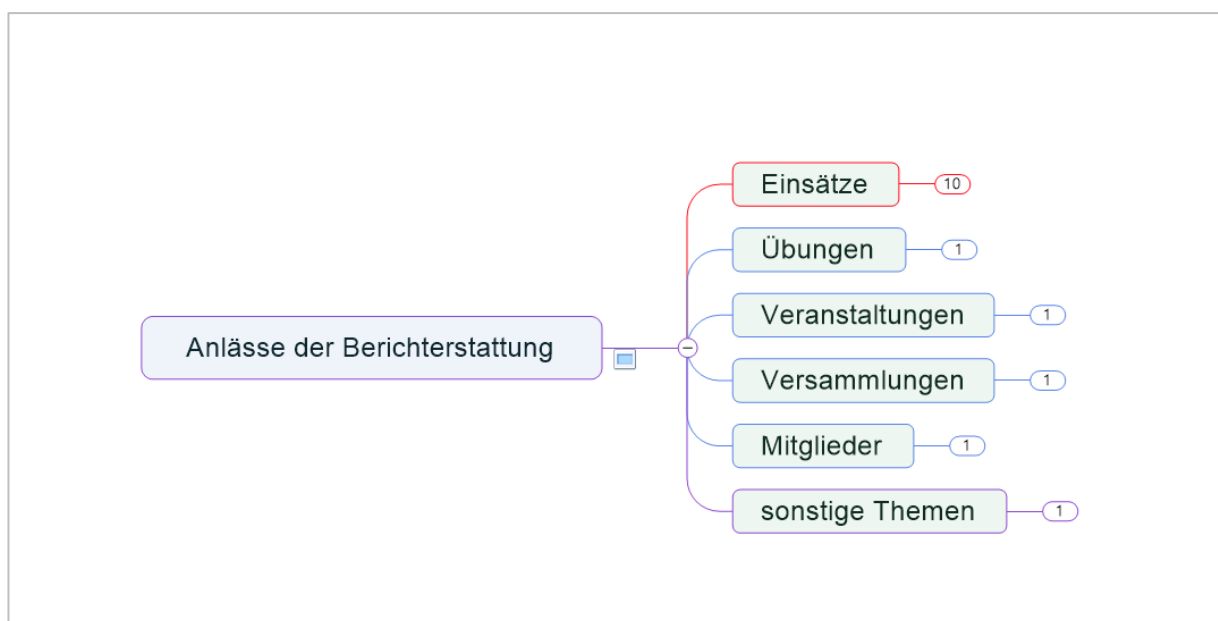 Anlässe der Berichterstattung
Einsätze 10
Übungen 1
Veranstaltungen 1
Versammlungen 1
Mitglieder 1
sonstige Themen 1